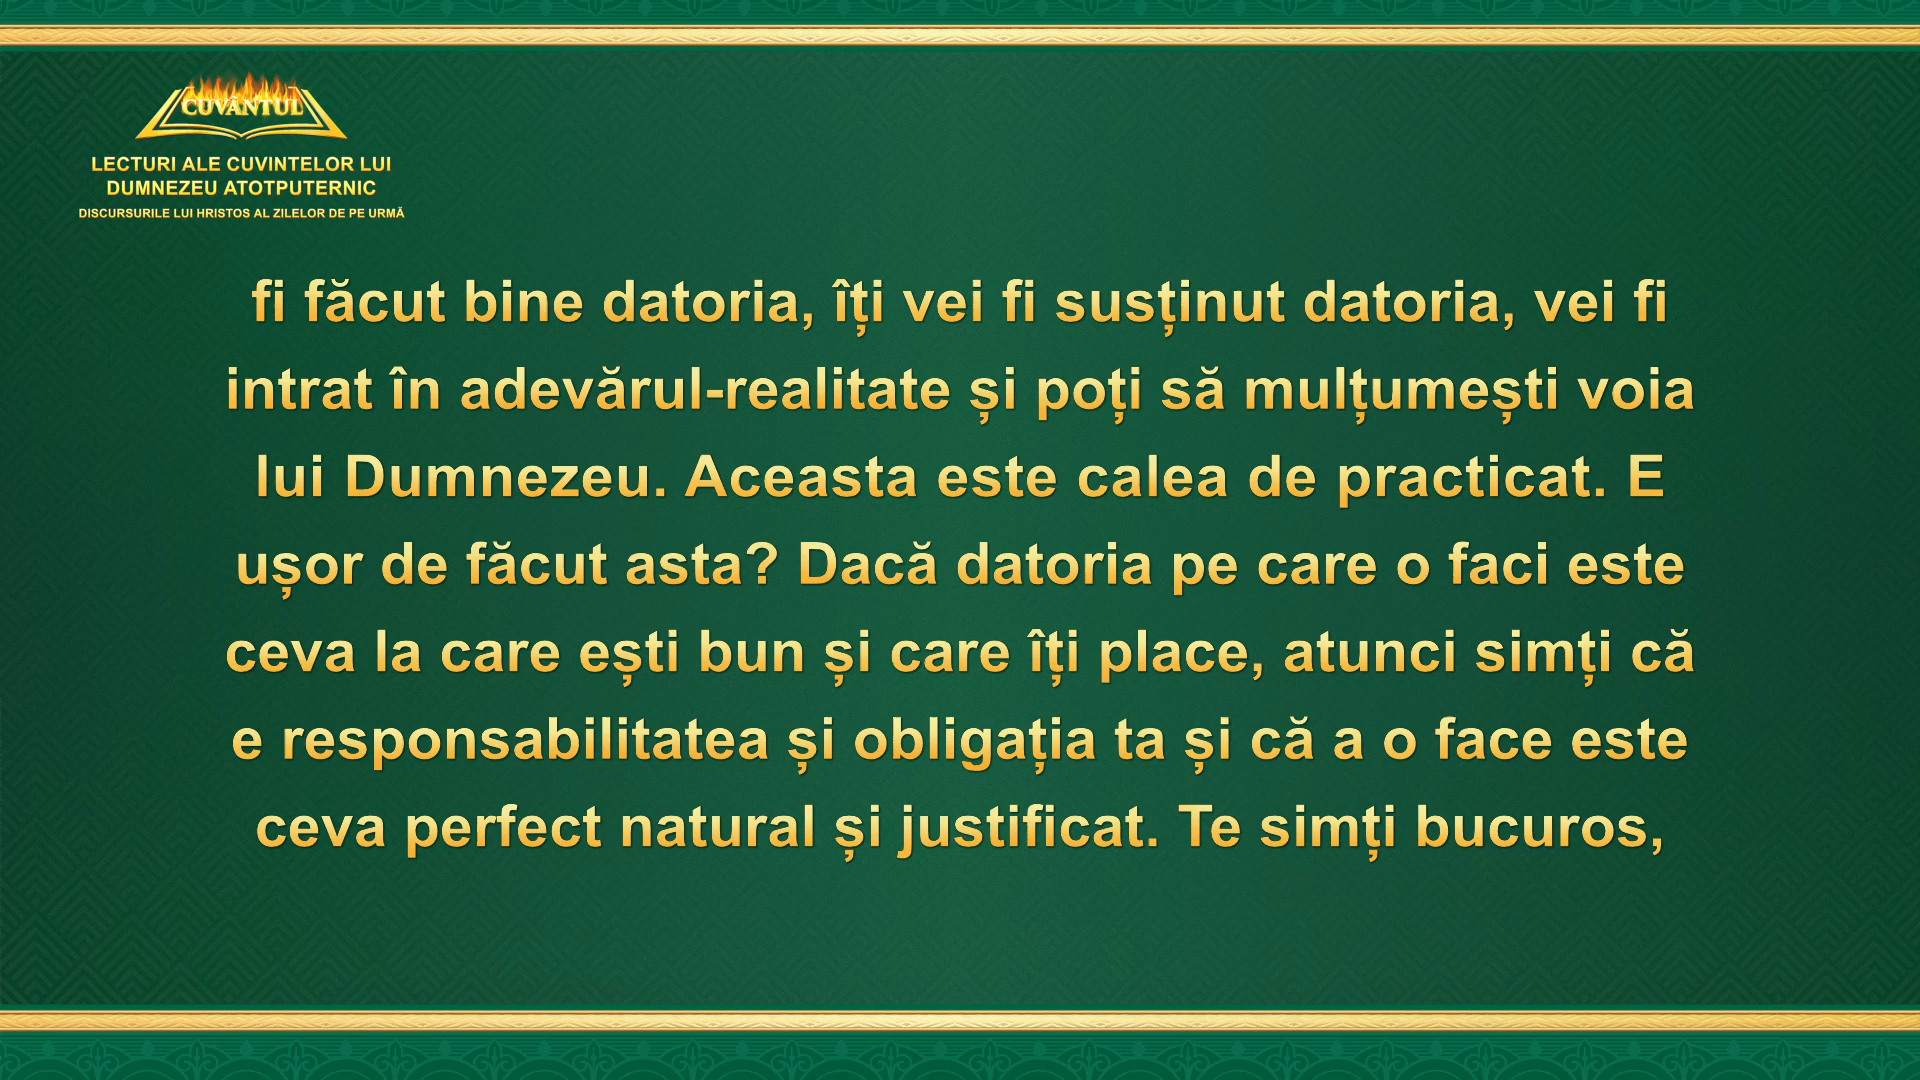 CUVÂNTUL
LECTURI ALE CUVINTELOR LUI
DUMNEZEU ATOTPUTERNIC
DISCURSURILE LUI HRISTOS AL ZILELOR DE PE URMĂ
fi făcut bine datoria, îți vei fi susținut datoria, vei fi
intrat în adevărul-realitate și poți să mulțumești voia
lui Dumnezeu. Aceasta este calea de practicat. E
ușor de făcut asta? Dacă datoria pe care o faci este
ceva la care ești bun și care îți place, atunci simți că
e responsabilitatea și obligația ta și că a o face este
ceva perfect natural și justificat. Te simți bucuros,